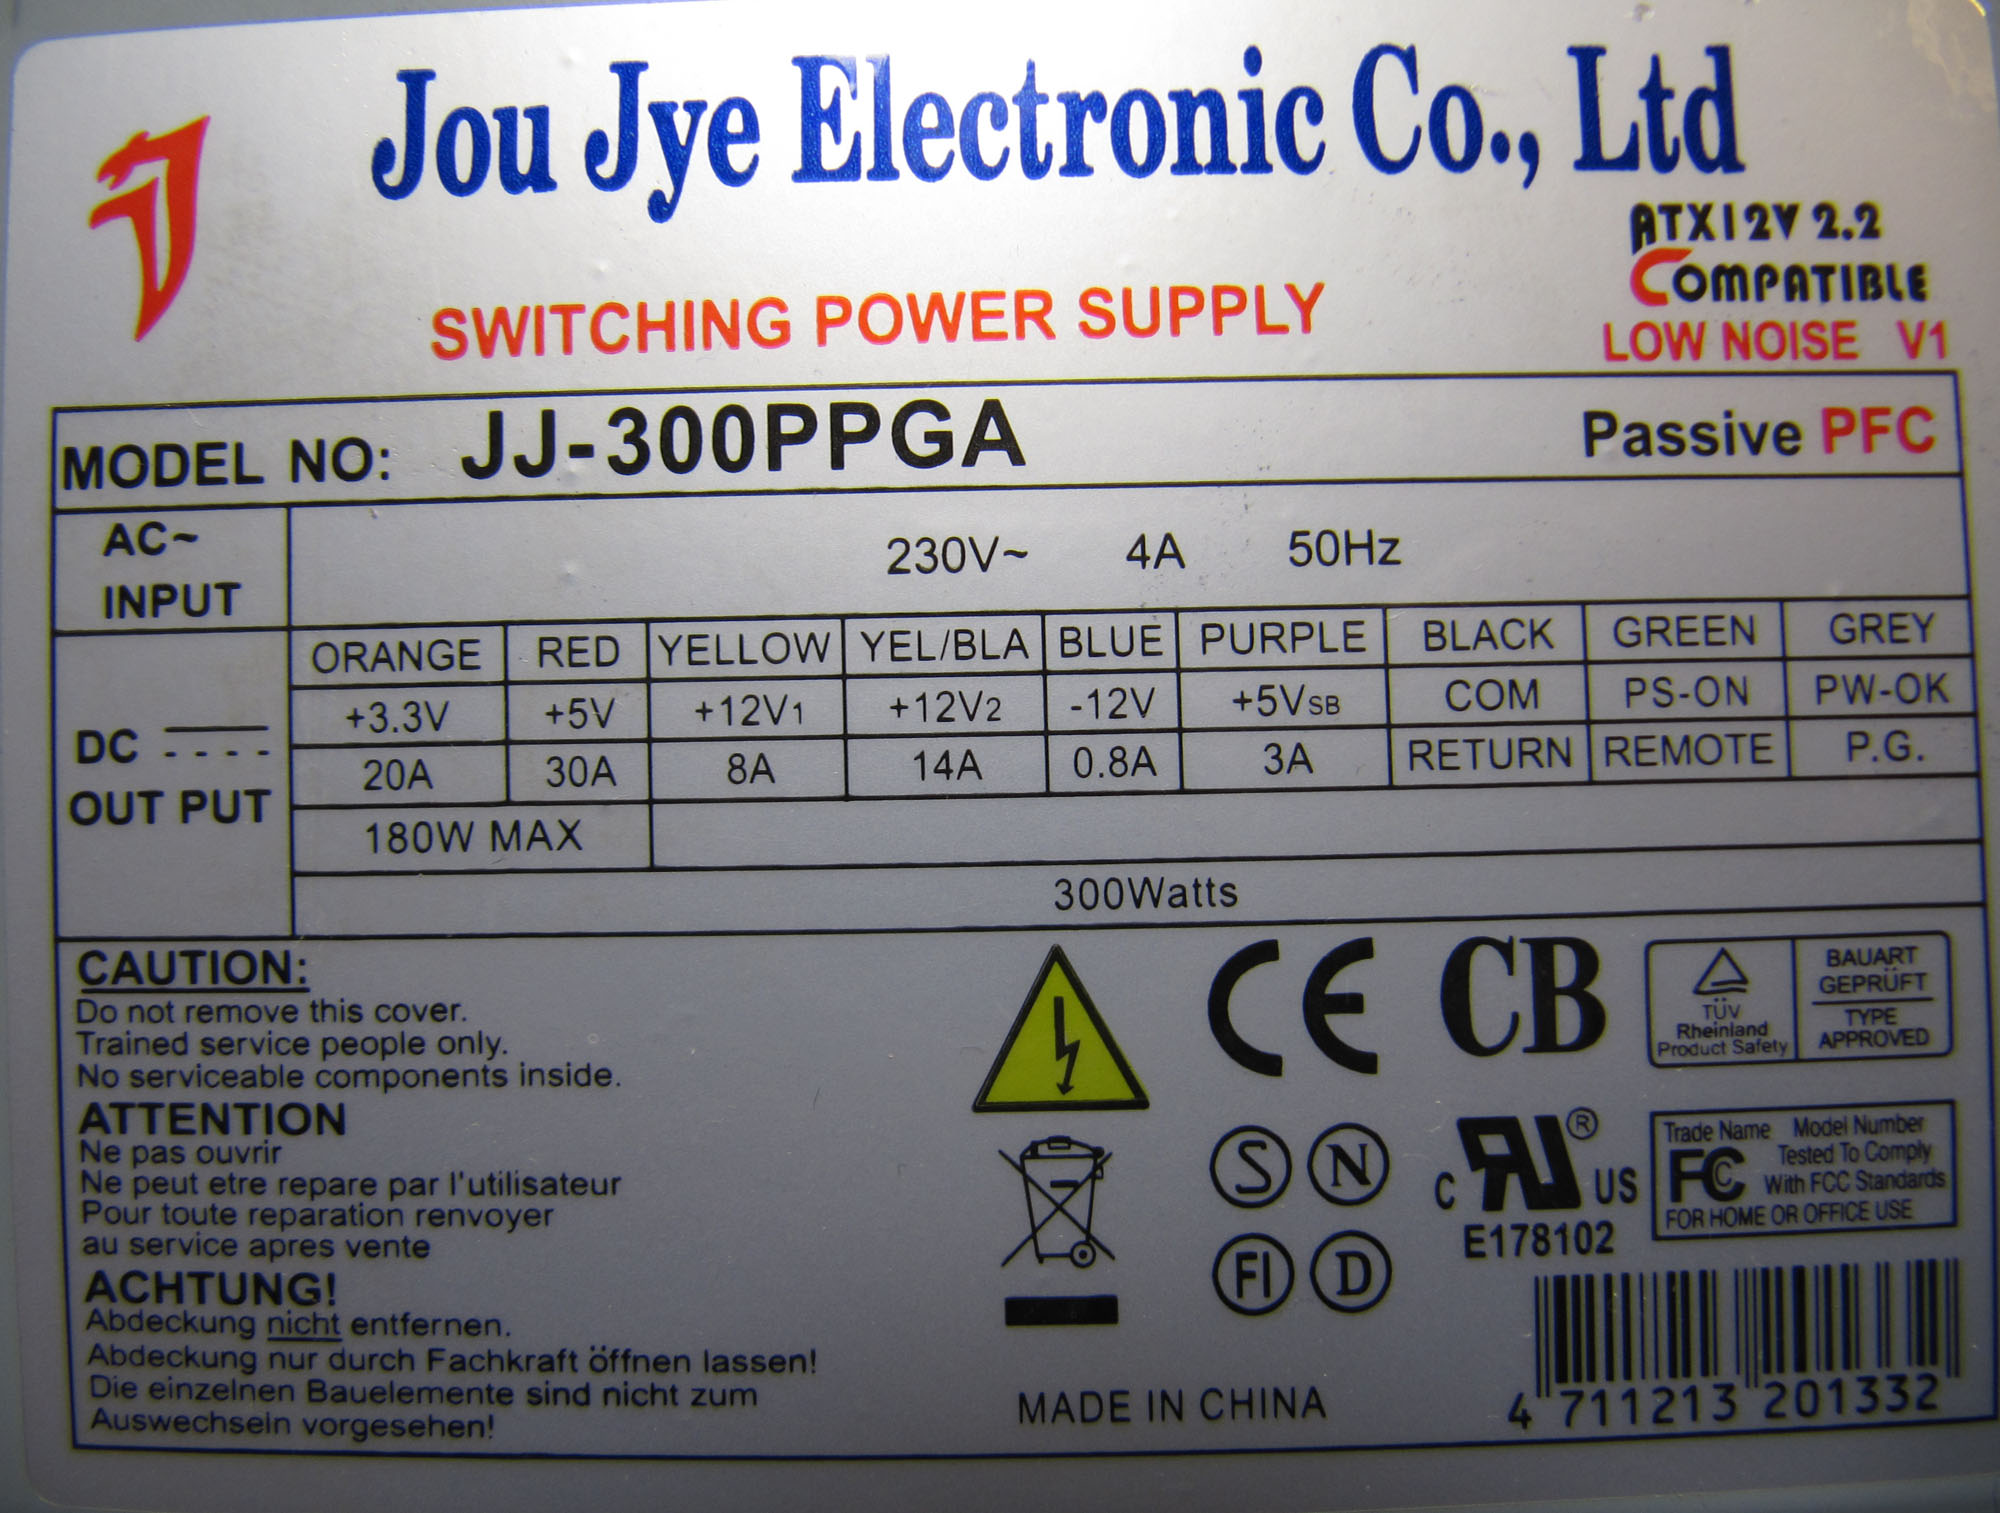 Jou Jye Electronic Co., Ltd
ATX12V 2.2
COMPATIBLE
SWITCHING POWER SUPPLY
LOW NOISE V1
MODEL NO: JJ-300PPGA Passive PFC
AC~
INPUT
230V~ 4A 50Hz
DC
OUT PUT
ORANGE RED YELLOW YEL/BLA BLUE PURPLE BLACK GREEN GREY
+3.3V +5V +12V1 +12V2 -12V +5VSB COM PS-ON PW-OK
20A 30A 8A 14A 0.8A 3A RETURN REMOTE P.G.
180W MAX
300Watts
CAUTION:
Do not remove this cover.
Trained service people only.
No serviceable components inside.
ATTENTION
Ne pas ouvrir
Ne peut etre repare par l'utilisateur
Pour toute reparation renvoyer
au service apres vente
ACHTUNG!
Abdeckung nicht entfernen.
Abdeckung nur durch Fachkraft öffnen lassen!
Die einzelnen Bauelemente sind nicht zum
Auswechseln vorgesehen!
CE CB
TÜV
Rheinland
Product Safety
BAUART
GEPRÜFT
TYPE
APPROVED
S N
FI D
C RU® US
E178102
Trade Name Model Number
FC Tested To Comply
With FCC Standards
FOR HOME OR OFFICE USE
MADE IN CHINA
4 711213 201332